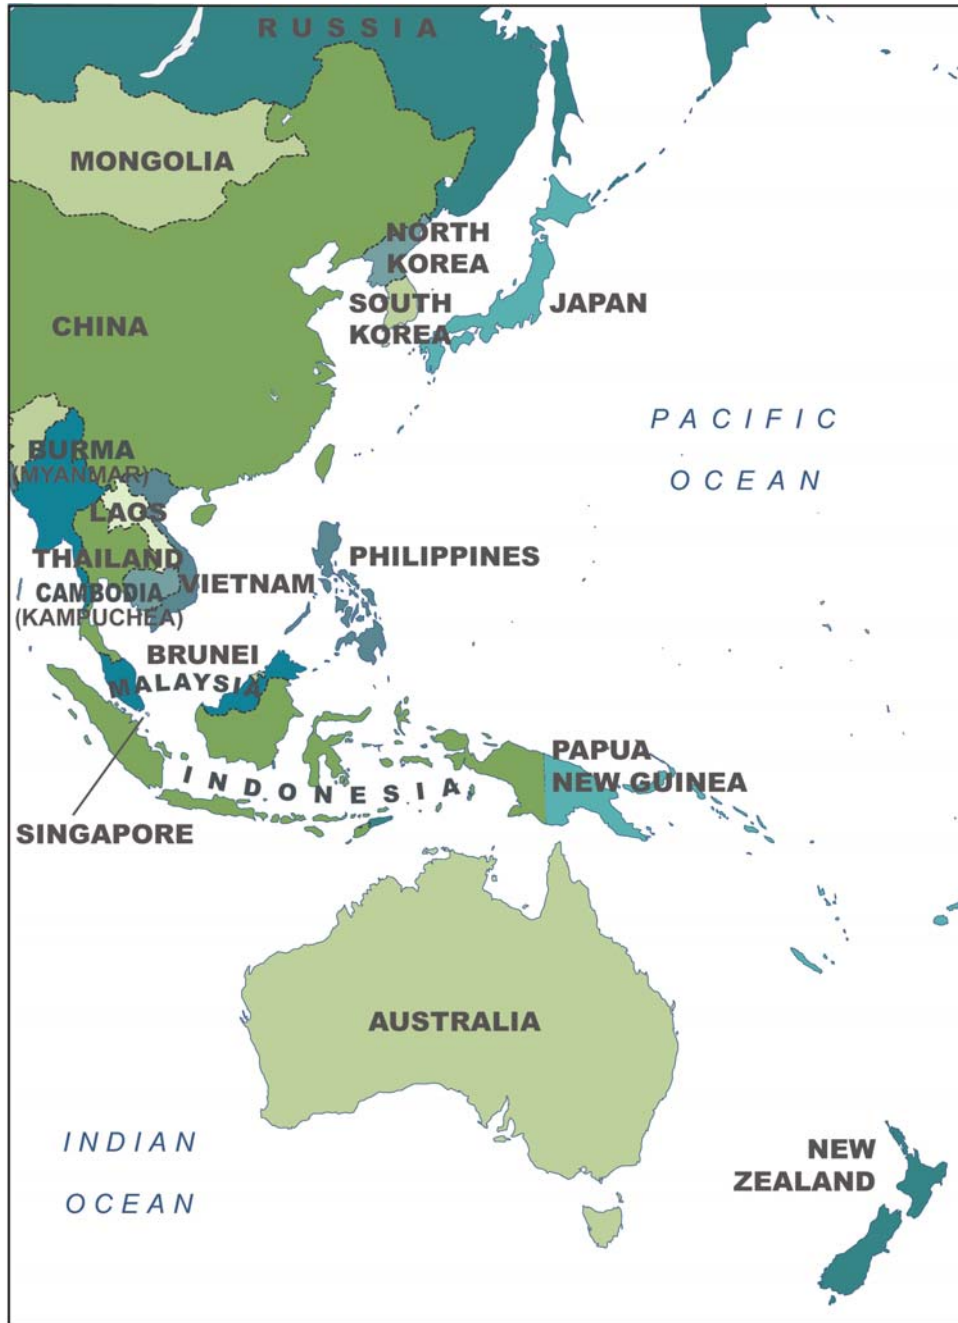 RUSSIA
MONGOLIA
NORTH
KOREA
SOUTH
KOREA
JAPAN
CHINA
PACIFIC
OCEAN
BURMA
(MYANMAR)
LAOS
THAILAND
PHILIPPINES
VIETNAM
CAMBODIA
(KAMPUCHEA)
BRUNEI
MALAYSIA
PAPUA
NEW GUINEA
INDONESIA
SINGAPORE
AUSTRALIA
INDIAN
OCEAN
NEW
ZEALAND